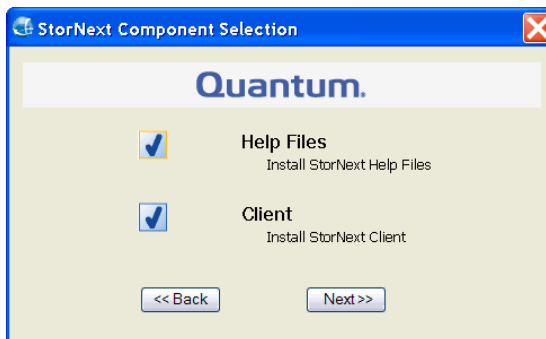 StorNext Component Selection
Quantum.
Help Files
Install StorNext Help Files
Client
Install StorNext Client
<< Back
Next >>